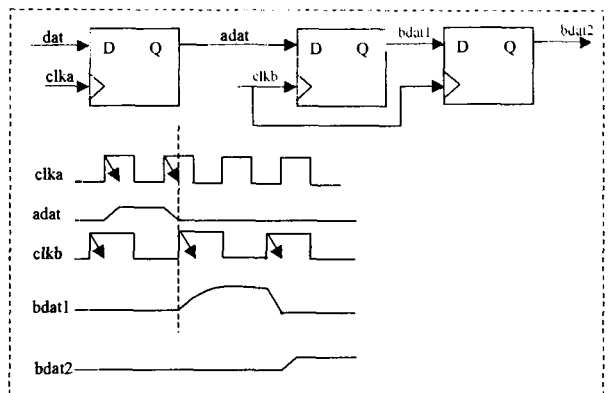 dat D Q adat D Q bdat1 D Q bdat2
clka clkb
clka
adat
clkb
bdat1
bdat2